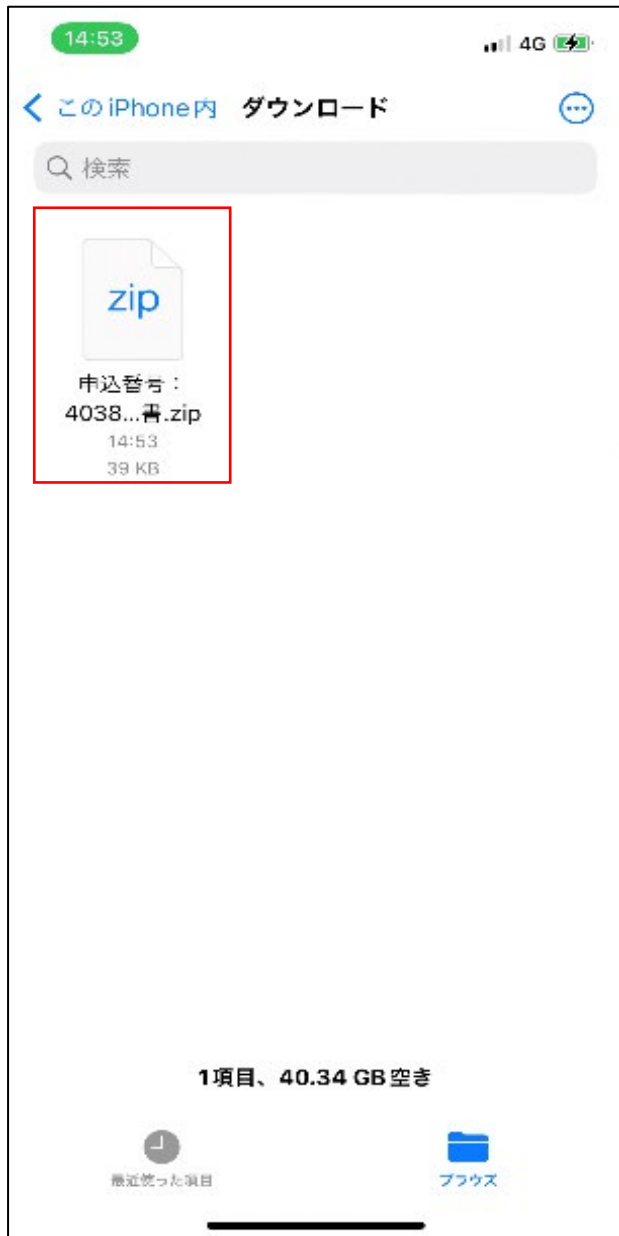 14:53
4G
このiPhone内 ダウンロード
検索
zip
申込番号：
4038...書.zip
14:53
39 KB
1項目、40.34 GB空き
最近使った項目
ブラウズ